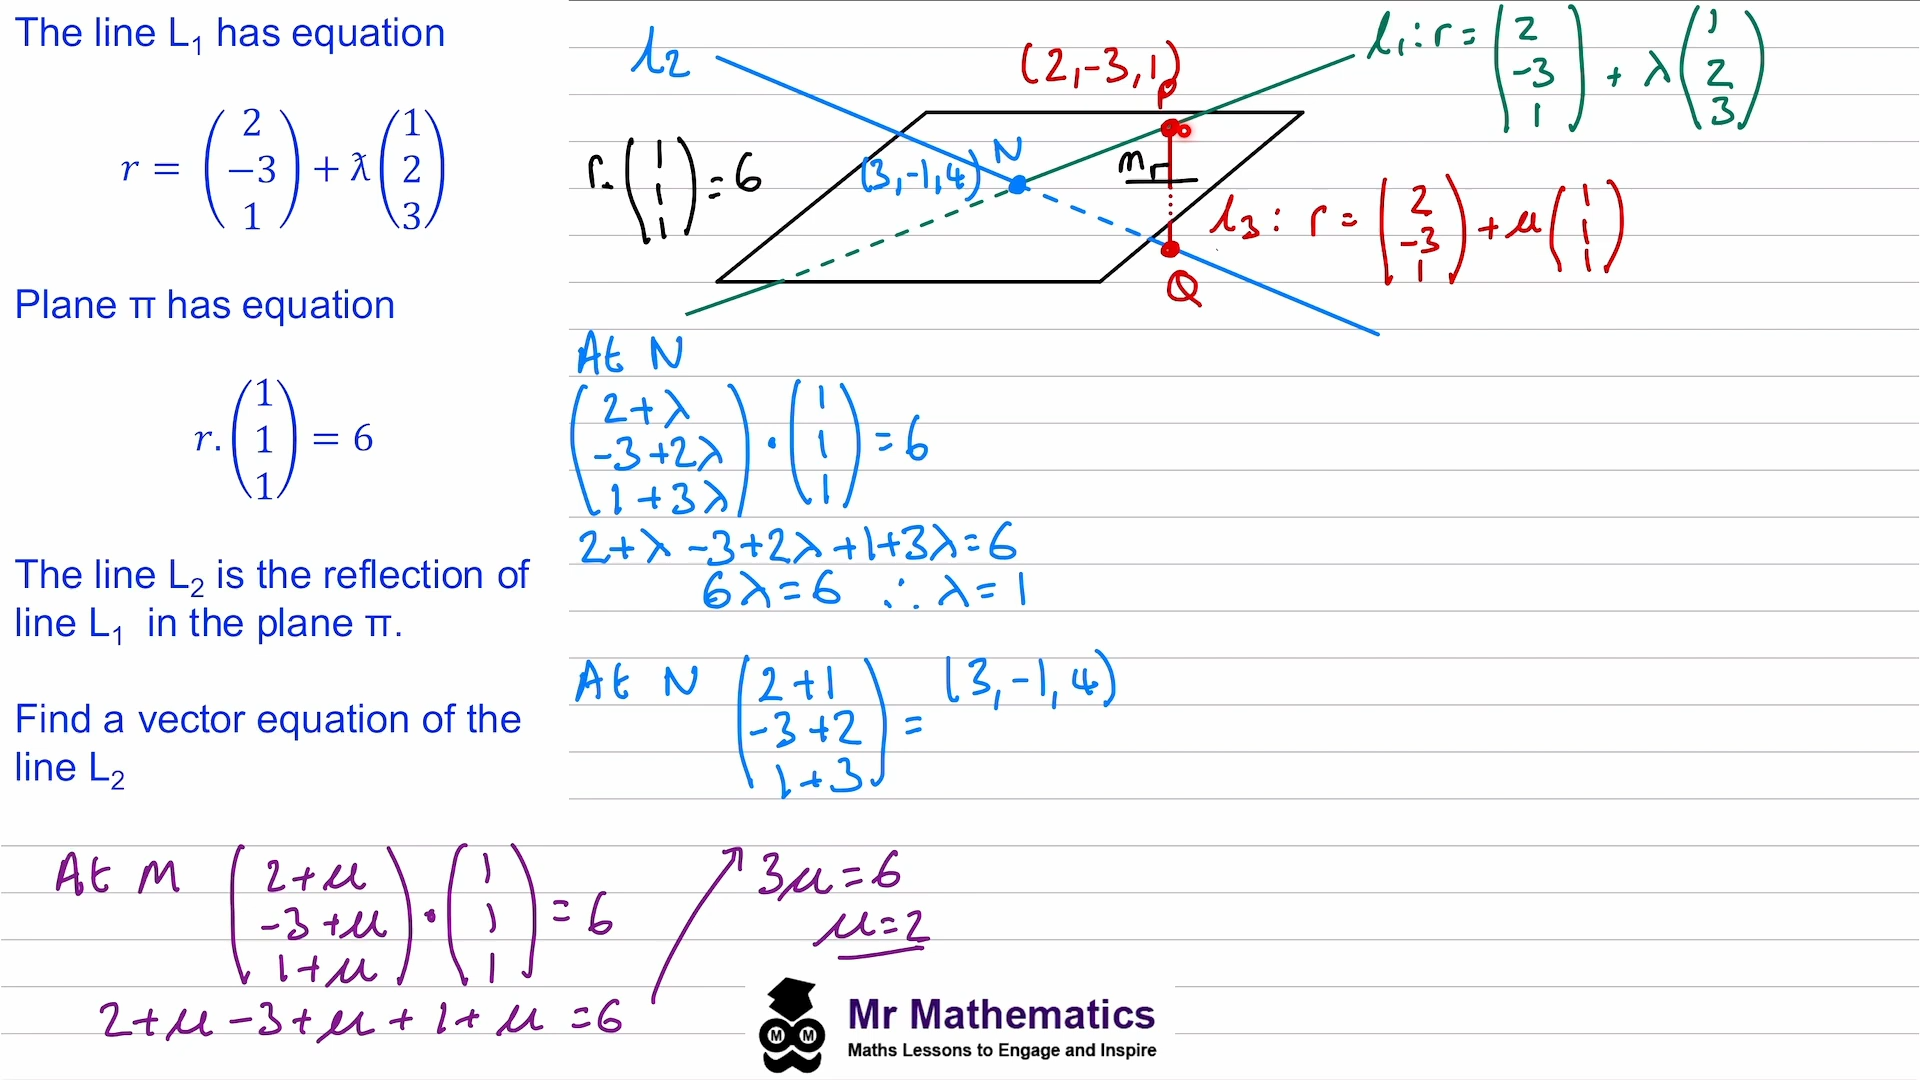 The line L₁ has equation
r = (2 −3 1) + ƛ (1 2 3)
Plane π has equation
r. (1 1 1) = 6
The line L₂ is the reflection of
line L₁ in the plane π.
Find a vector equation of the
line L₂
l₂
(2,-3,1)
P
l₁: r = (2 -3 1) + λ (1 2 3)
r. (1 1 1) = 6
(3,-1,4)
N
m
l₃: r = (2 -3 1) + μ (1 1 1)
Q
At N
(2+λ -3+2λ 1+3λ) · (1 1 1) = 6
2+λ -3+2λ+1+3λ=6
6λ=6 ∴ λ=1
At N (2+1 -3+2 1+3) = (3,-1,4)
At M (2+μ -3+μ 1+μ) · (1 1 1) = 6
2+μ-3+μ+1+μ=6
3μ=6
μ=2
M M
Mr Mathematics
Maths Lessons to Engage and Inspire